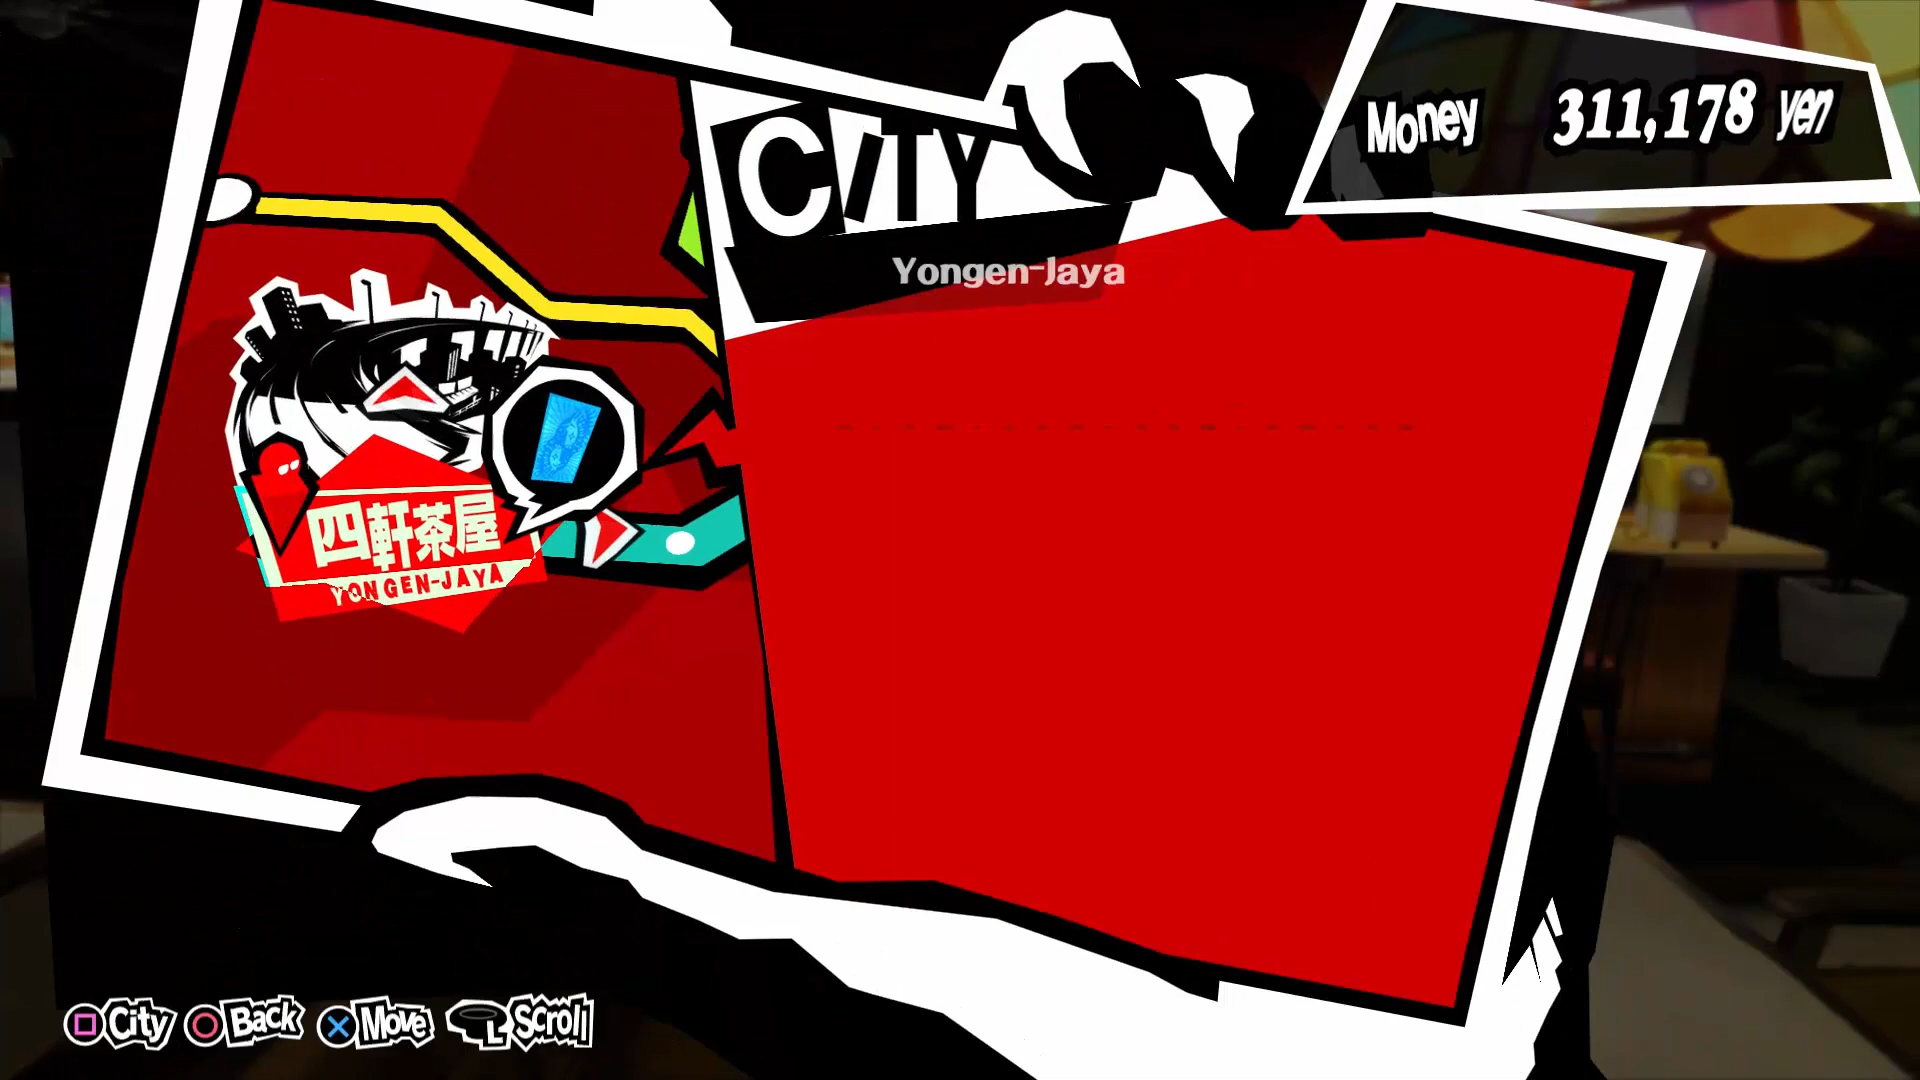 CITY
Yongen-Jaya
Money 311,178 yen
四軒茶屋
YONGEN-JAYA
City Back Move L Scroll